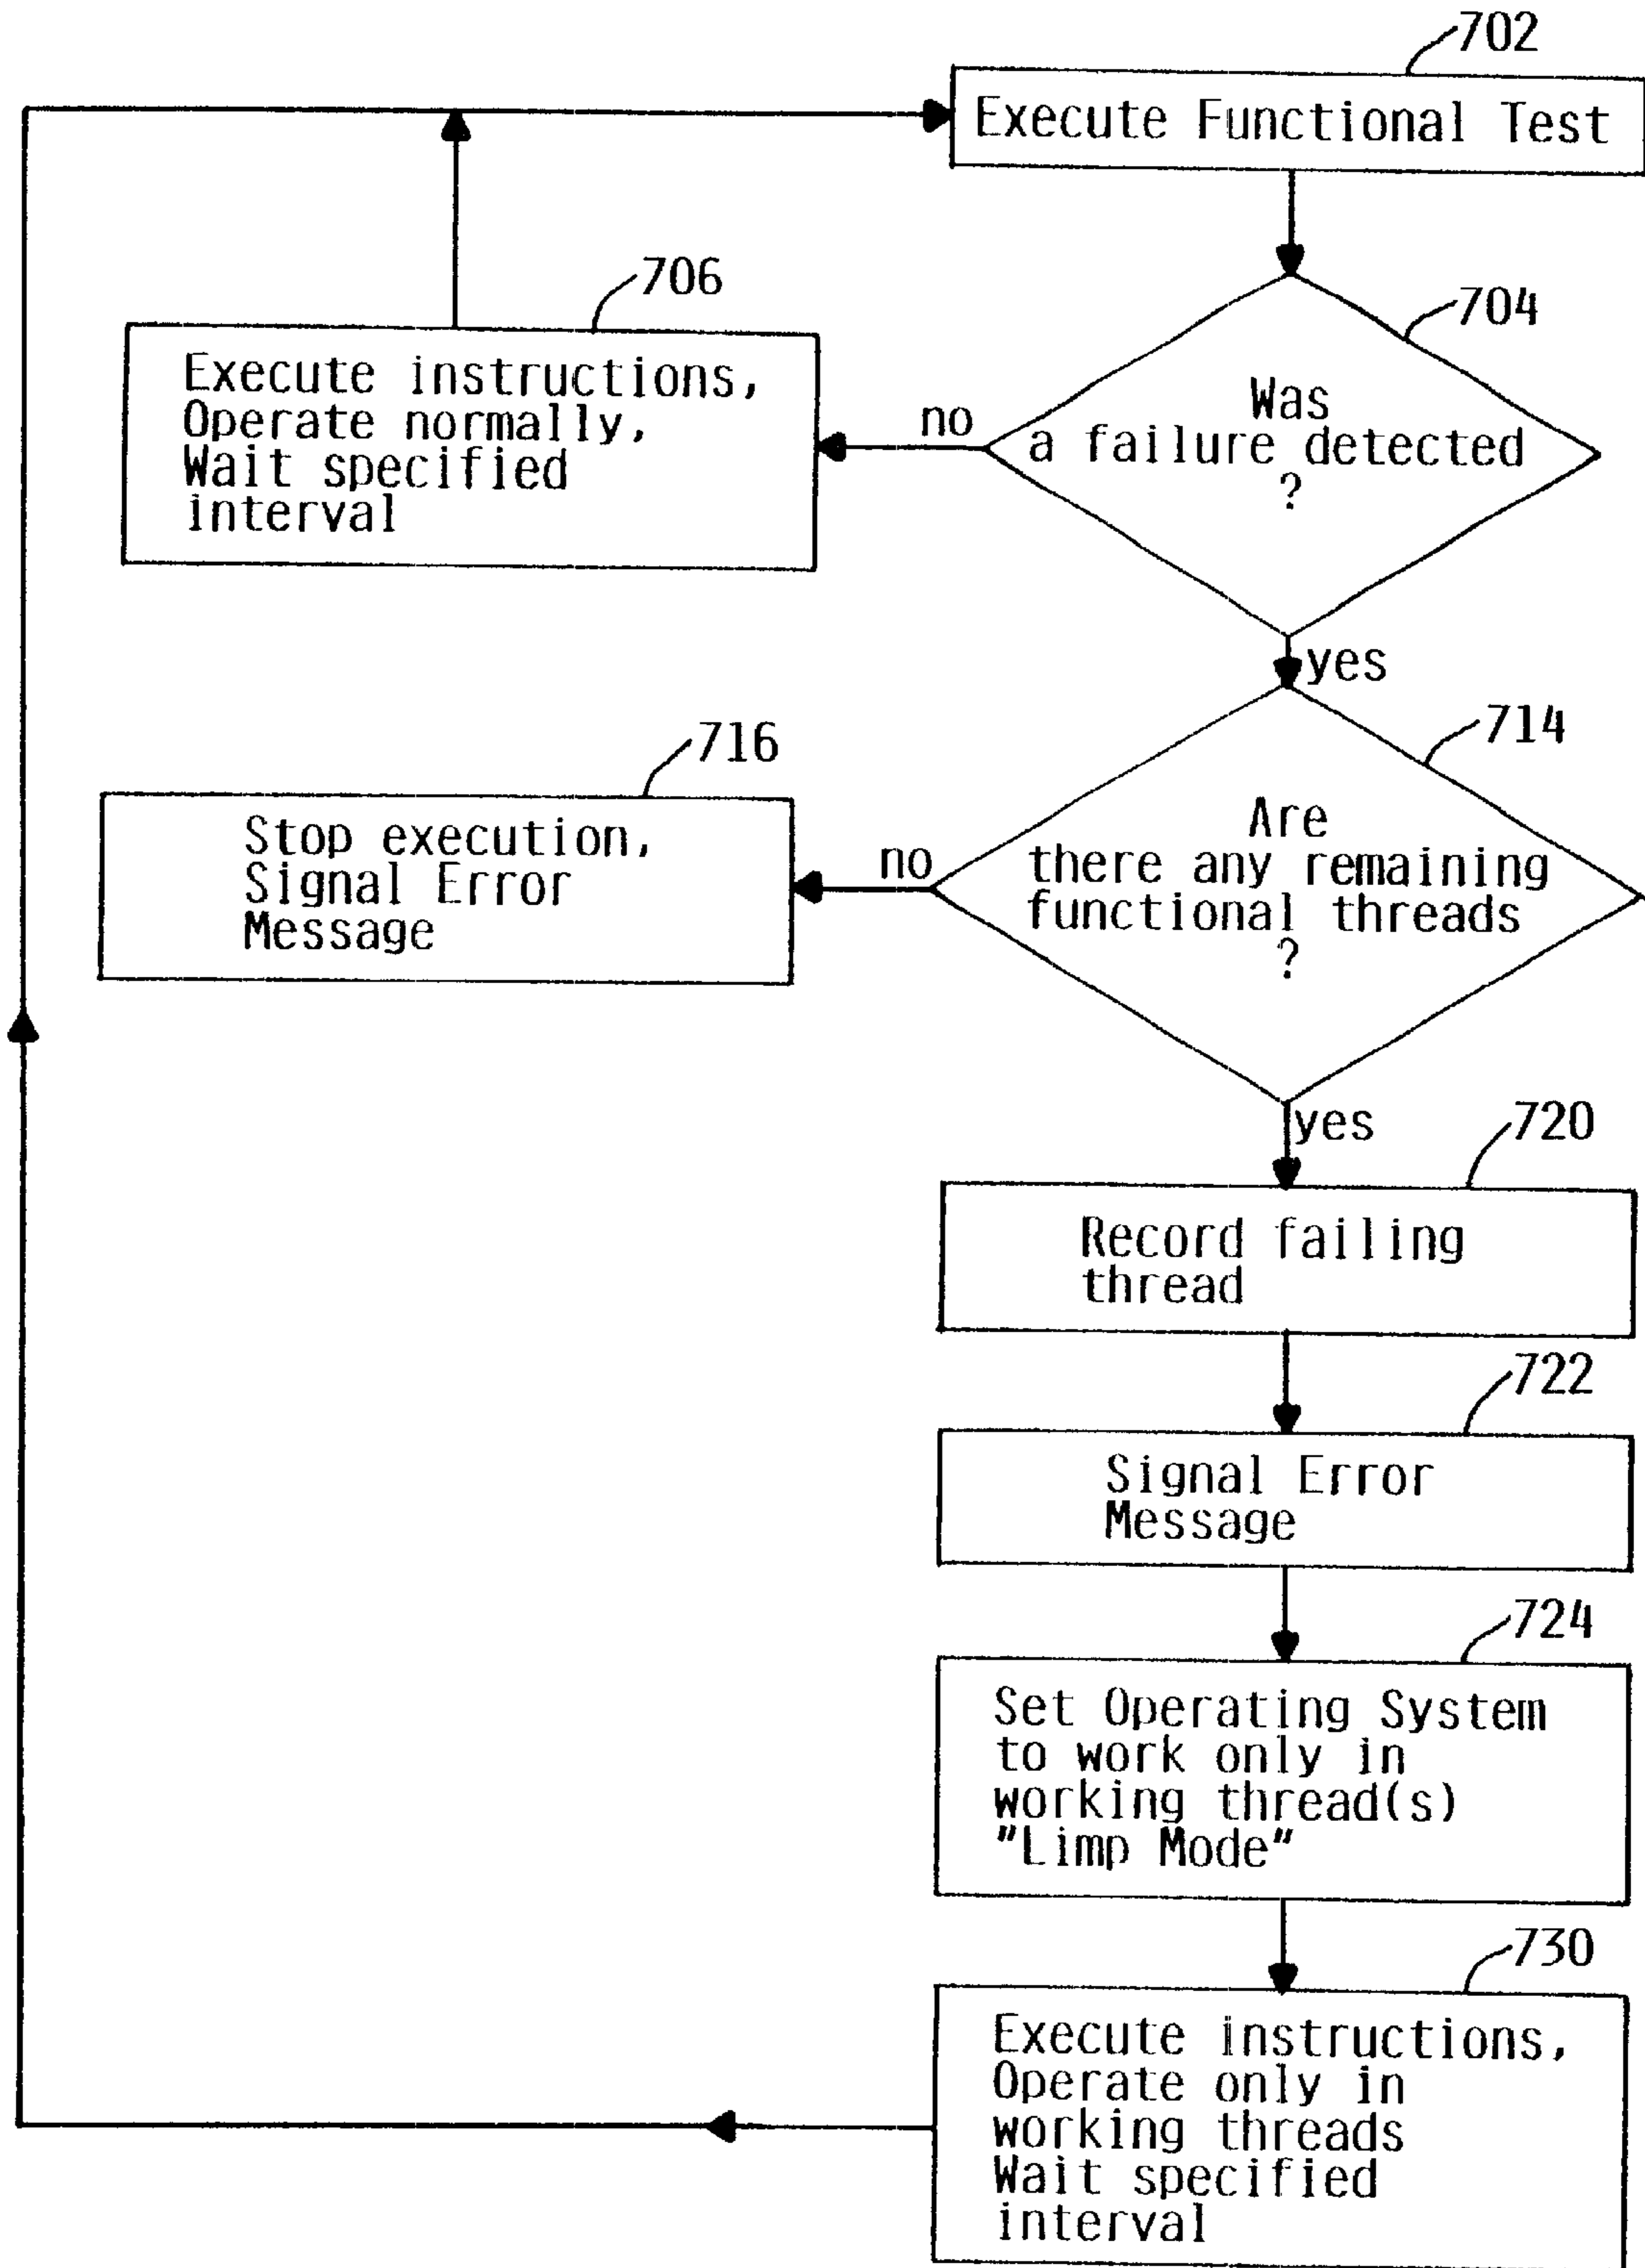 702
Execute Functional Test
704
Was
a failure detected
?
no
yes
706
Execute instructions,
Operate normally,
Wait specified
interval
714
Are
there any remaining
functional threads
?
no
yes
716
Stop execution,
Signal Error
Message
720
Record failing
thread
722
Signal Error
Message
724
Set Operating System
to work only in
working thread(s)
"Limp Mode"
730
Execute instructions,
Operate only in
working threads
Wait specified
interval